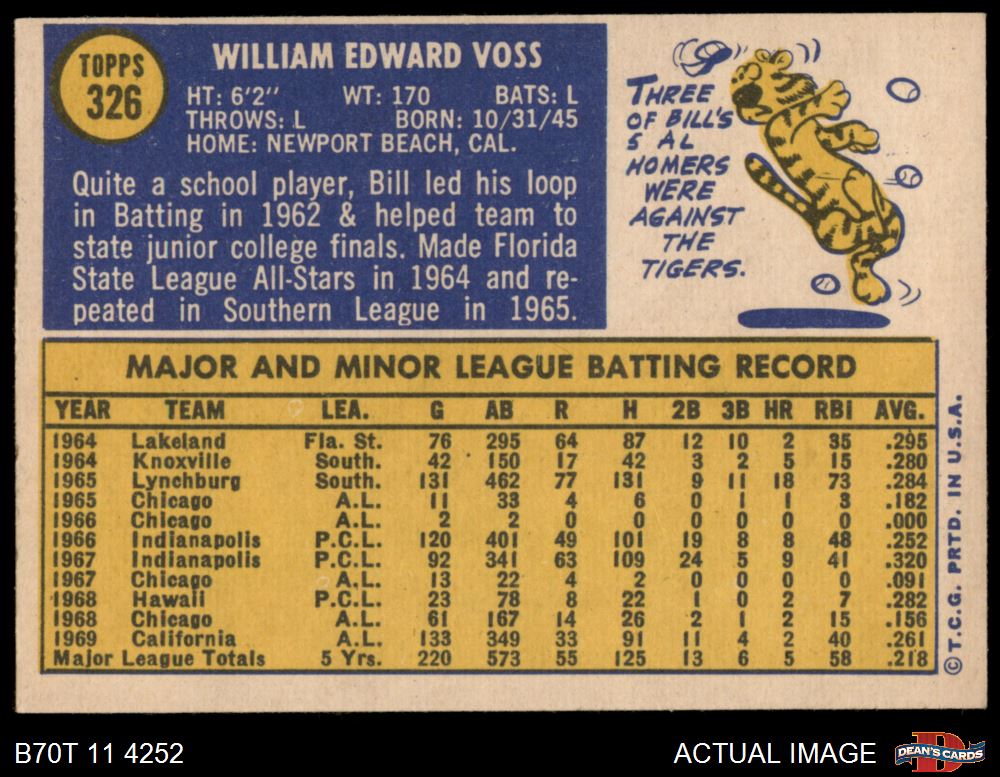 TOPPS
326
WILLIAM EDWARD VOSS
HT: 6'2" WT: 170 BATS: L
THROWS: L BORN: 10/31/45
HOME: NEWPORT BEACH, CAL.
Quite a school player, Bill led his loop
in Batting in 1962 & helped team to
state junior college finals. Made Florida
State League All-Stars in 1964 and re-
peated in Southern League in 1965.
THREE
OF BILL'S
5 AL
HOMERS
WERE
AGAINST
THE
TIGERS.
MAJOR AND MINOR LEAGUE BATTING RECORD
YEAR TEAM LEA. G AB R H 2B 3B HR RBI AVG.
1964 Lakeland Fla. St. 76 295 64 87 12 10 2 35 .295
1964 Knoxville South. 42 150 17 42 3 2 5 15 .280
1965 Lynchburg South. 131 462 77 131 9 11 18 73 .284
1965 Chicago A.L. 11 33 4 6 0 1 1 3 .182
1966 Chicago A.L. 2 2 0 0 0 0 0 0 .000
1966 Indianapolis P.C.L. 120 401 49 101 19 8 8 48 .252
1967 Indianapolis P.C.L. 92 341 63 109 24 5 9 41 .320
1967 Chicago A.L. 13 22 4 2 0 0 0 0 .091
1968 Hawaii P.C.L. 23 78 8 22 1 0 2 7 .282
1968 Chicago A.L. 61 167 14 26 2 1 2 15 .156
1969 California A.L. 133 349 33 91 11 4 2 40 .261
Major League Totals 5 Yrs. 220 573 55 125 13 6 5 58 .218
© T.C.G. PRTD. IN U.S.A.
B70T 11 4252
ACTUAL IMAGE
DEAN'S CARDS